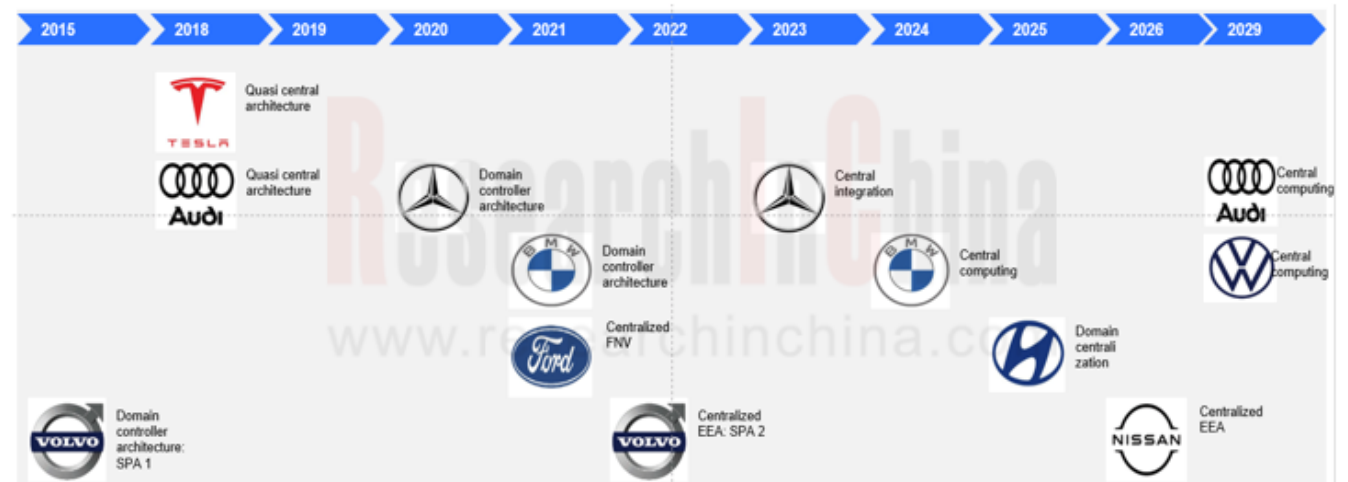 2015
2018
2019
2020
2021
2022
2023
2024
2025
2026
2029
TESLA
Quasi central
architecture
Audi
Quasi central
architecture
Domain
controller
architecture
Central
integration
Audi
Central
computing
BMW
Domain
controller
architecture
BMW
Central
computing
Central
computing
Ford
Centralized
FNV
Domain
centrali
zation
VOLVO
Domain
controller
architecture:
SPA 1
VOLVO
Centralized
EEA: SPA 2
NISSAN
Centralized
EEA
ResearchInChina
www.researchinchina.com